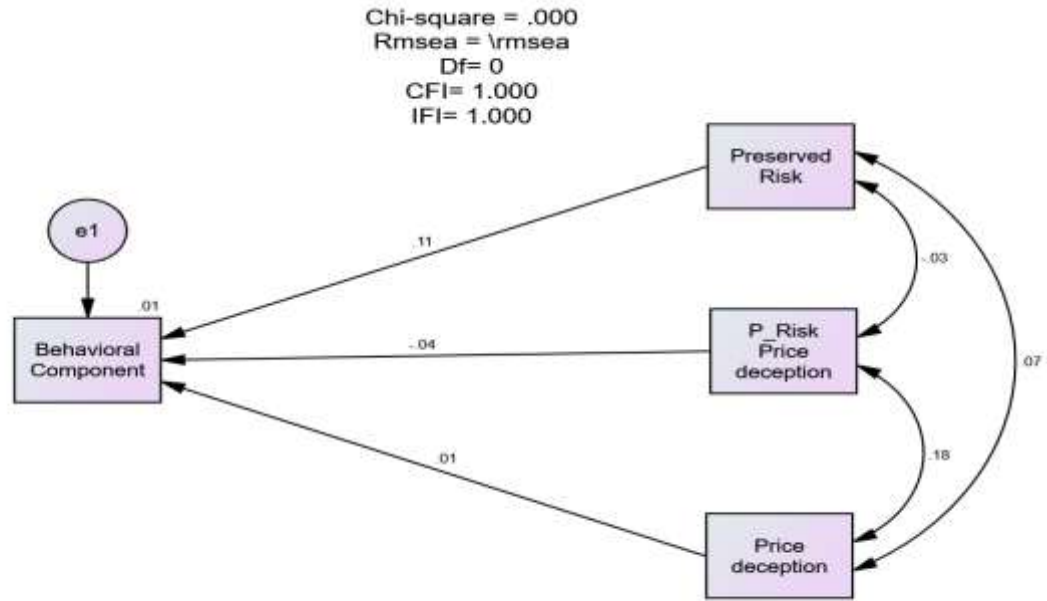 Chi-square = .000
Rmsea = \rmsea
Df= 0
CFI= 1.000
IFI= 1.000
Preserved
Risk
e1
.11
-.03
.01
P_Risk
Price
deception
Behavioral
Component
-.04
.07
.01
.18
Price
deception